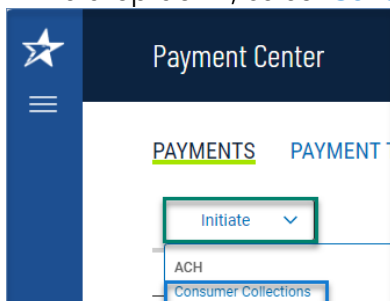 Payment Center
PAYMENTS PAYMENT
Initiate
ACH
Consumer Collections